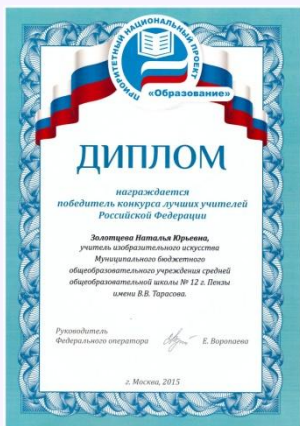 ПРИОРИТЕТНЫЙ НАЦИОНАЛЬНЫЙ ПРОЕКТ
«Образование»
ДИПЛОМ
награждается
победитель конкурса лучших учителей
Российской Федерации
Золотцева Наталья Юрьевна,
учитель изобразительного искусства
Муниципального бюджетного
общеобразовательного учреждения средней
общеобразовательной школы № 12 г. Пензы
имени В.В. Тарасова.
Руководитель
Федерального оператора Е. Воропаева
г. Москва, 2015